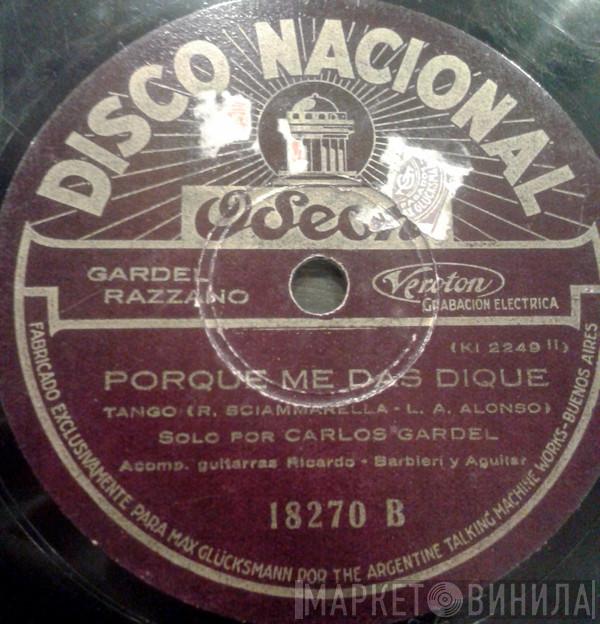 DISCO NACIONAL
Odeon
GARDEL
RAZZANO
Veroton
GRABACION ELECTRICA
(KI 2249 II)
PORQUE ME DAS DIQUE
TANGO (R. SCIAMMARELLA - L. A. ALONSO)
SOLO POR CARLOS GARDEL
Acomp. guitarras Ricardo - Barbieri y Aguilar
18270 B
FABRICADO EXCLUSIVAMENTE PARA MAX GLÜCKSMANN POR THE ARGENTINE TALKING MACHINE WORKS-BUENOS AIRES
МАРКЕТ ВИНИЛА